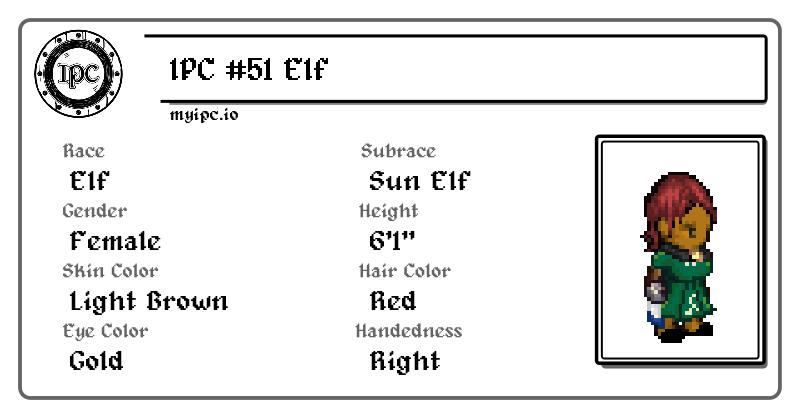 IPC
IPC #51 Elf
myipc.io
Race
Elf
Subrace
Sun Elf
Gender
Female
Height
6'1"
Skin Color
Light Brown
Hair Color
Red
Eye Color
Gold
Handedness
Right